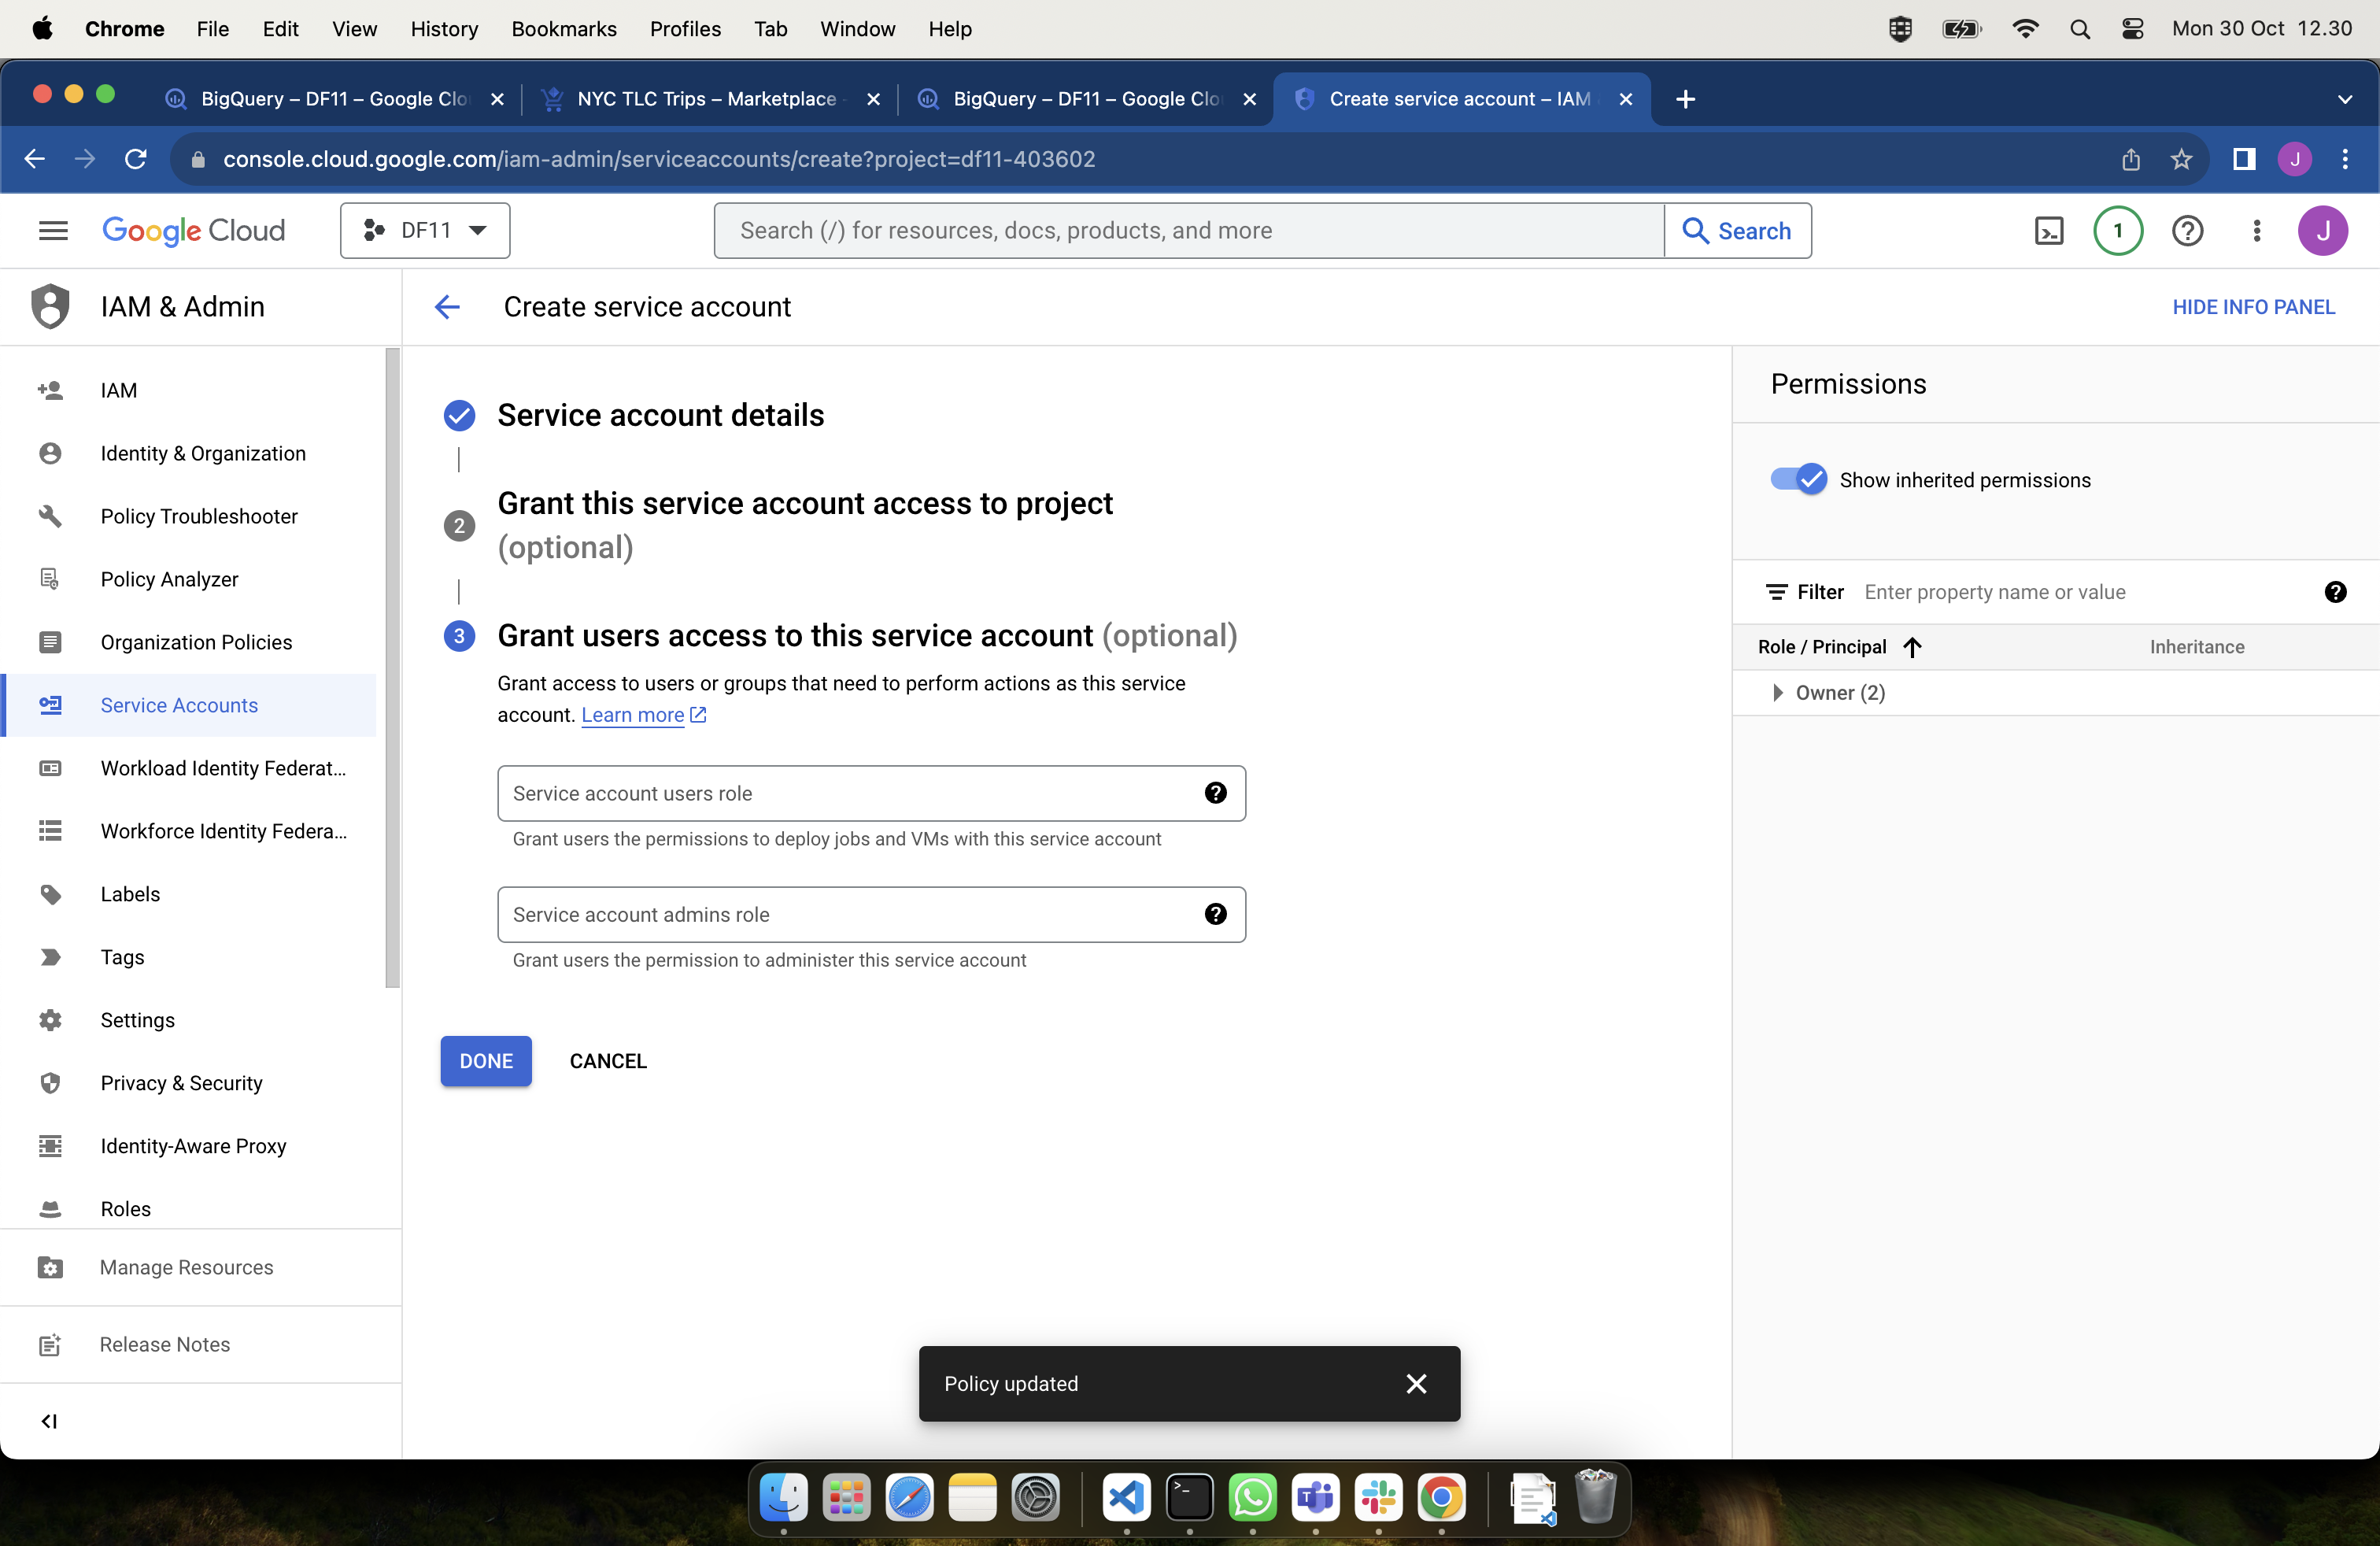 Chrome File Edit View History Bookmarks Profiles Tab Window Help Mon 30 Oct 12.30
BigQuery – DF11 – Google Clo NYC TLC Trips – Marketplace BigQuery – DF11 – Google Clo Create service account – IAM
console.cloud.google.com/iam-admin/serviceaccounts/create?project=df11-403602 J
Google Cloud DF11 Search (/) for resources, docs, products, and more Search 1 J
IAM & Admin
IAM
Identity & Organization
Policy Troubleshooter
Policy Analyzer
Organization Policies
Service Accounts
Workload Identity Federat...
Workforce Identity Federa...
Labels
Tags
Settings
Privacy & Security
Identity-Aware Proxy
Roles
Manage Resources
Release Notes
Create service account
HIDE INFO PANEL
Service account details
2 Grant this service account access to project
(optional)
3 Grant users access to this service account (optional)
Grant access to users or groups that need to perform actions as this service
account. Learn more
Service account users role
Grant users the permissions to deploy jobs and VMs with this service account
Service account admins role
Grant users the permission to administer this service account
DONE CANCEL
Permissions
Show inherited permissions
Filter Enter property name or value
Role / Principal Inheritance
Owner (2)
Policy updated